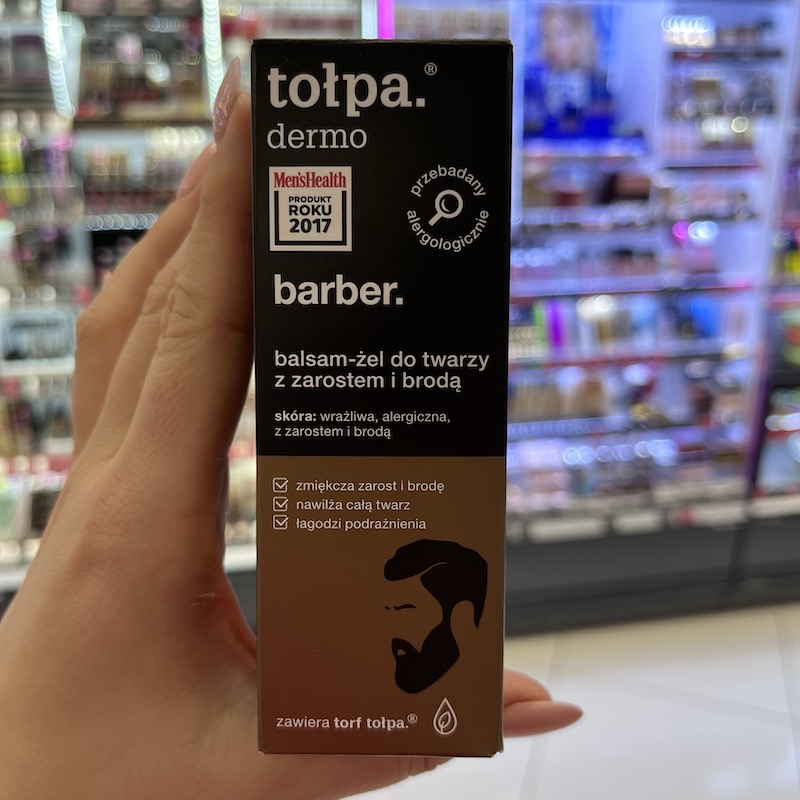 tołpa.®
dermo
Men'sHealth
PRODUKT
ROKU
2017
przebadany
alergologicznie
barber.
balsam-żel do twarzy
z zarostem i brodą
skóra: wrażliwa, alergiczna,
z zarostem i brodą
zmiękcza zarost i brodę
nawilża całą twarz
łagodzi podrażnienia
zawiera torf tołpa.®